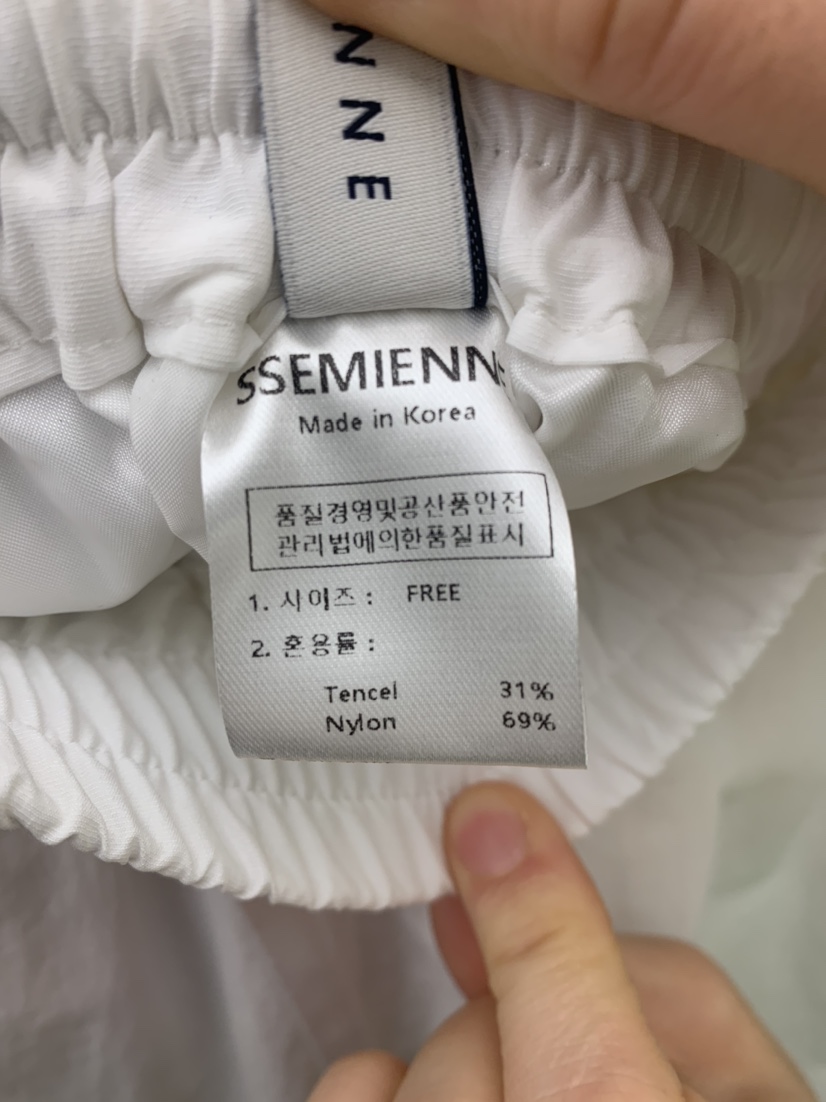 NNE
SSEMIENN
Made in Korea
품질경영및공산품안전
관리법에의한품질표시
1. 사이즈 : FREE
2. 혼용률 :
Tencel 31%
Nylon 69%